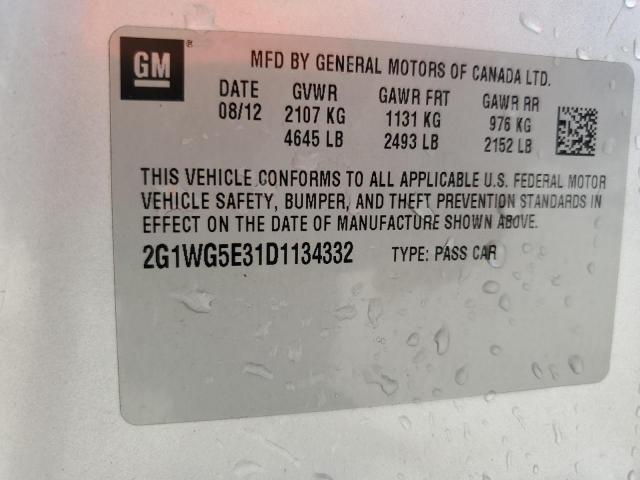 GM ®
MFD BY GENERAL MOTORS OF CANADA LTD.
DATE GVWR GAWR FRT GAWR RR
08/12 2107 KG 1131 KG 976 KG
4645 LB 2493 LB 2152 LB
THIS VEHICLE CONFORMS TO ALL APPLICABLE U.S. FEDERAL MOTOR
VEHICLE SAFETY, BUMPER, AND THEFT PREVENTION STANDARDS IN
EFFECT ON THE DATE OF MANUFACTURE SHOWN ABOVE.
2G1WG5E31D1134332 TYPE: PASS CAR